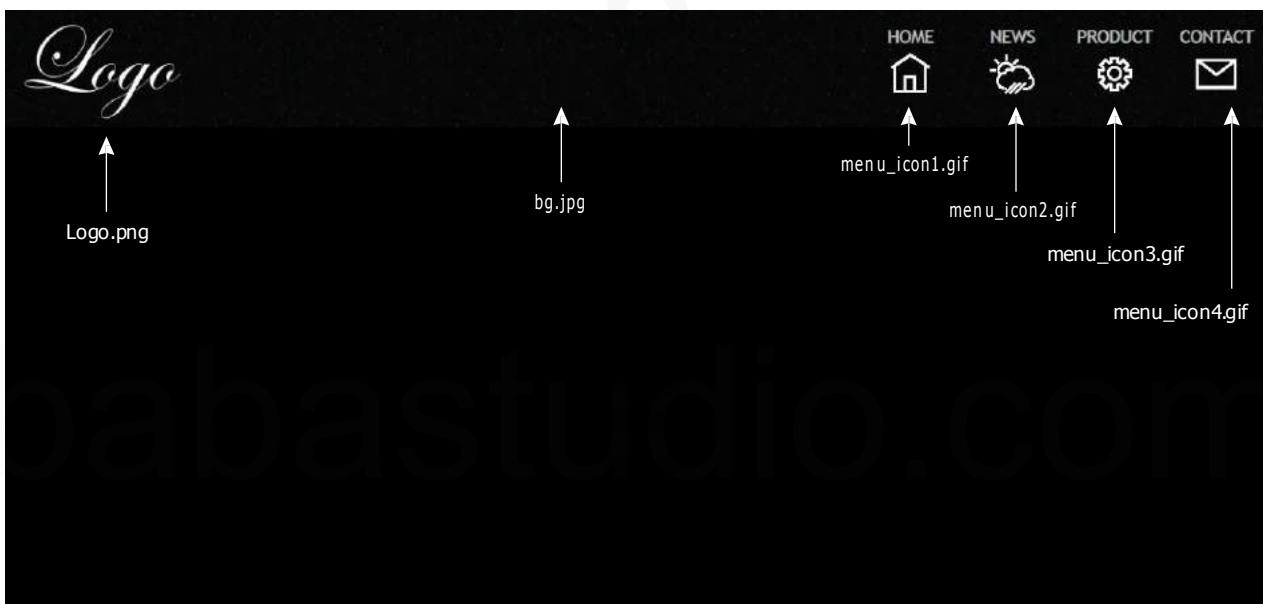 Logo
HOME NEWS PRODUCT CONTACT
menu_icon1.gif
bg.jpg
menu_icon2.gif
Logo.png
menu_icon3.gif
menu_icon4.gif
babastudio.com